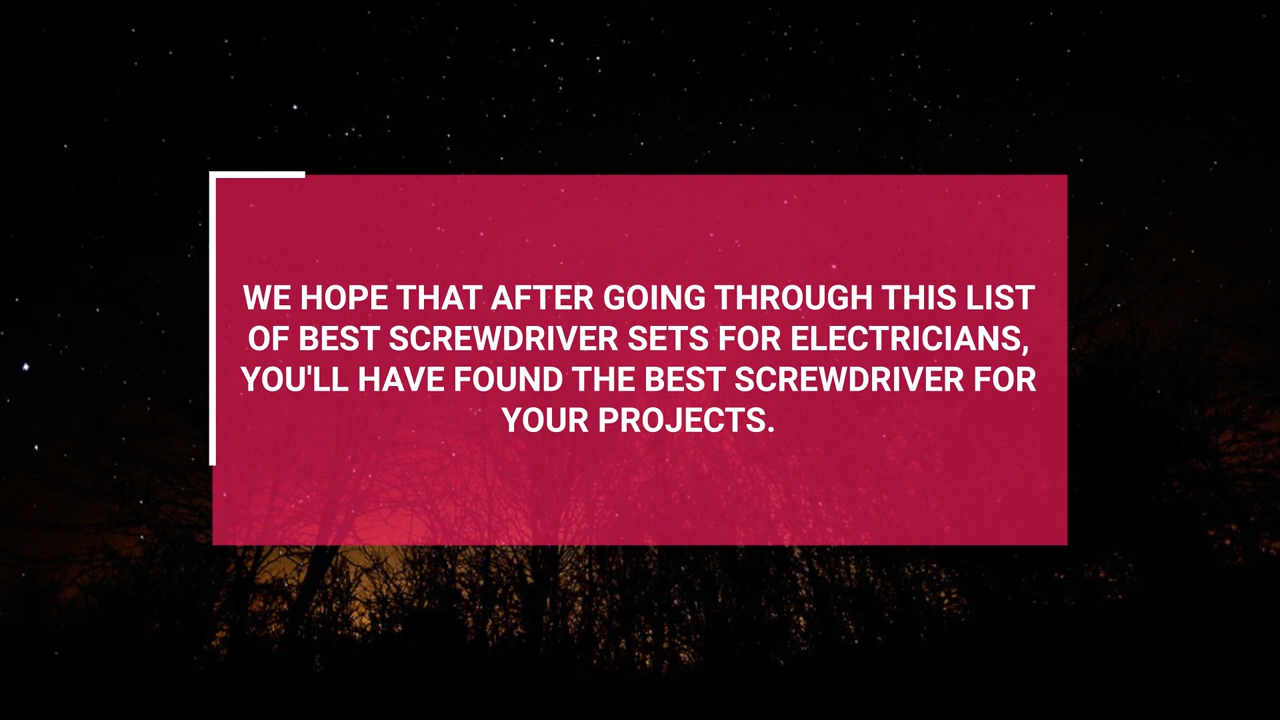 WE HOPE THAT AFTER GOING THROUGH THIS LIST
OF BEST SCREWDRIVER SETS FOR ELECTRICIANS,
YOU'LL HAVE FOUND THE BEST SCREWDRIVER FOR
YOUR PROJECTS.